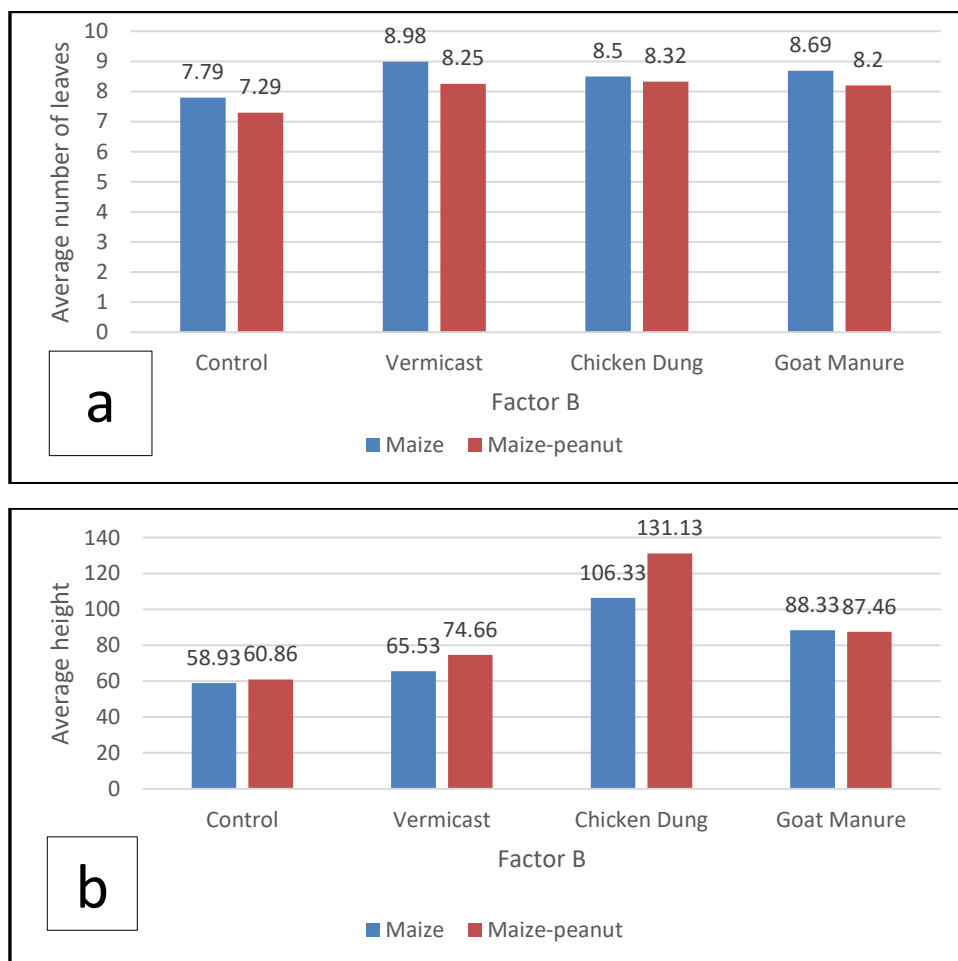 Average number of leaves
10
9
8
7
6
5
4
3
2
1
0
7.79 7.29 8.98 8.25 8.5 8.32 8.69 8.2
Control Vermicast Chicken Dung Goat Manure
Factor B
Maize Maize-peanut
a
Average height
140
120
100
80
60
40
20
0
58.93 60.86 65.53 74.66 106.33 131.13 88.33 87.46
Control Vermicast Chicken Dung Goat Manure
Factor B
Maize Maize-peanut
b